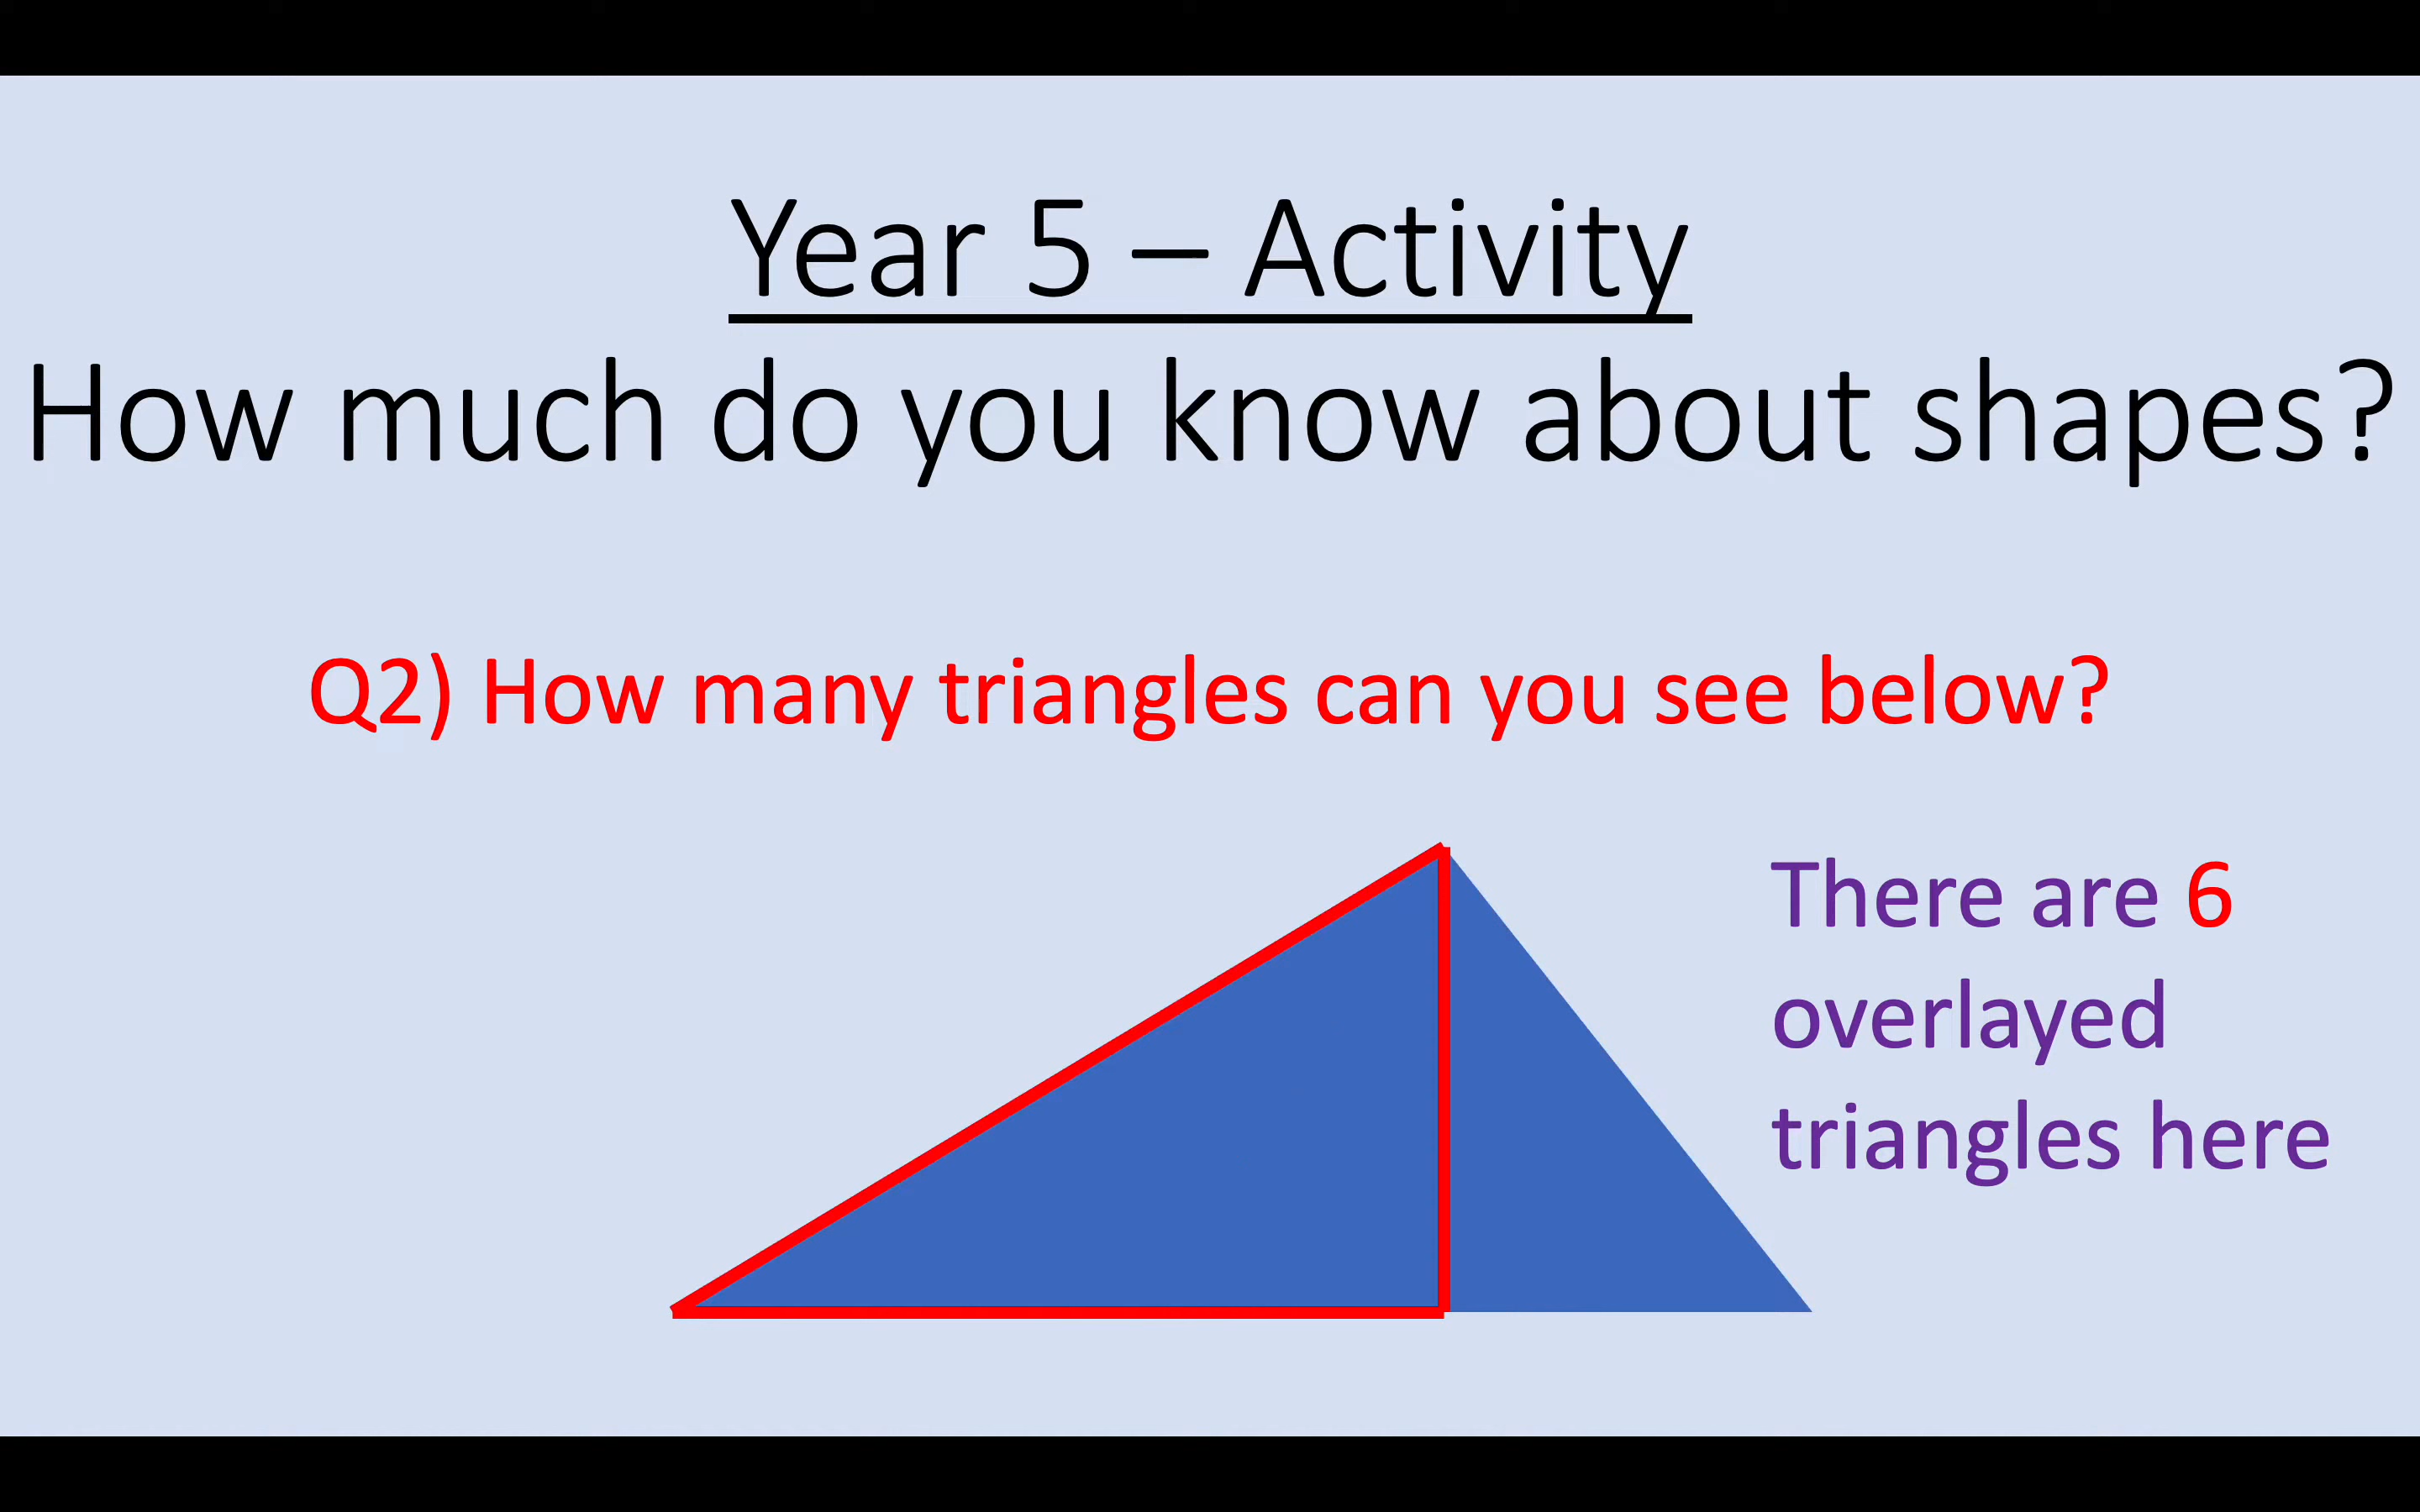 Year 5 – Activity
How much do you know about shapes?
Q2) How many triangles can you see below?
There are 6
overlayed
triangles here